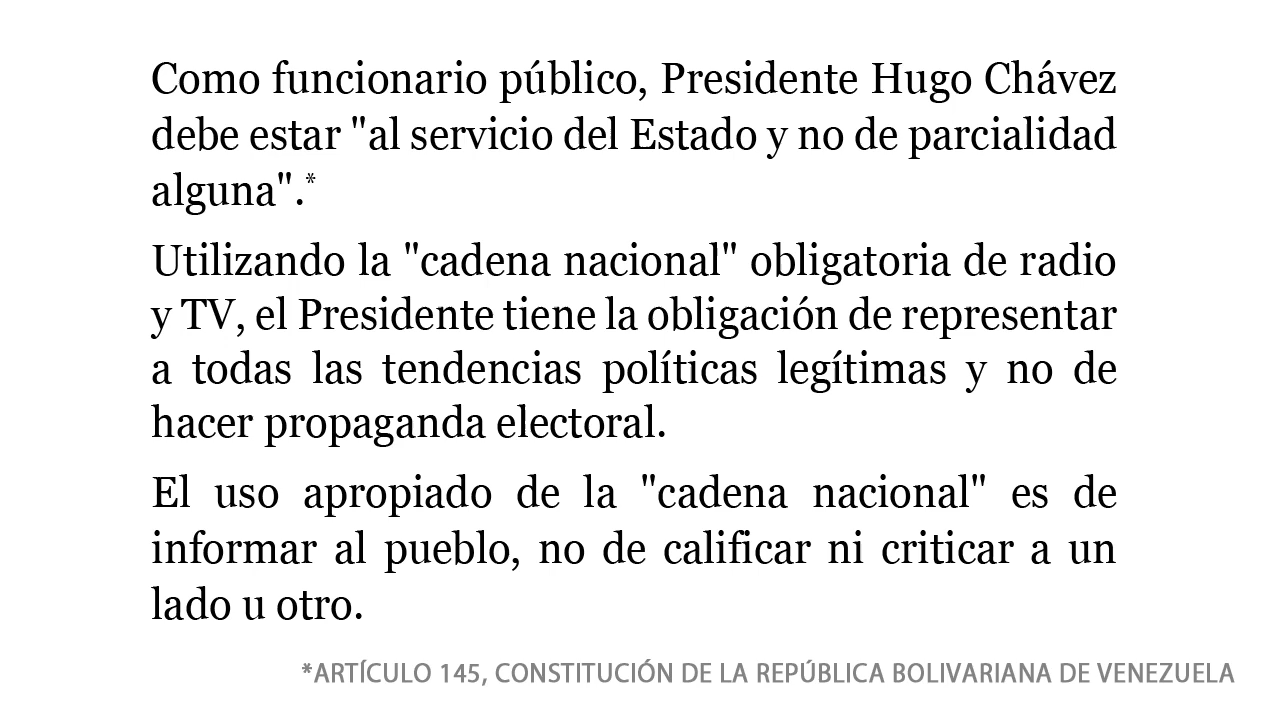 Como funcionario público, Presidente Hugo Chávez
debe estar "al servicio del Estado y no de parcialidad
alguna".*
Utilizando la "cadena nacional" obligatoria de radio
y TV, el Presidente tiene la obligación de representar
a todas las tendencias políticas legítimas y no de
hacer propaganda electoral.
El uso apropiado de la "cadena nacional" es de
informar al pueblo, no de calificar ni criticar a un
lado u otro.
*ARTÍCULO 145, CONSTITUCIÓN DE LA REPÚBLICA BOLIVARIANA DE VENEZUELA